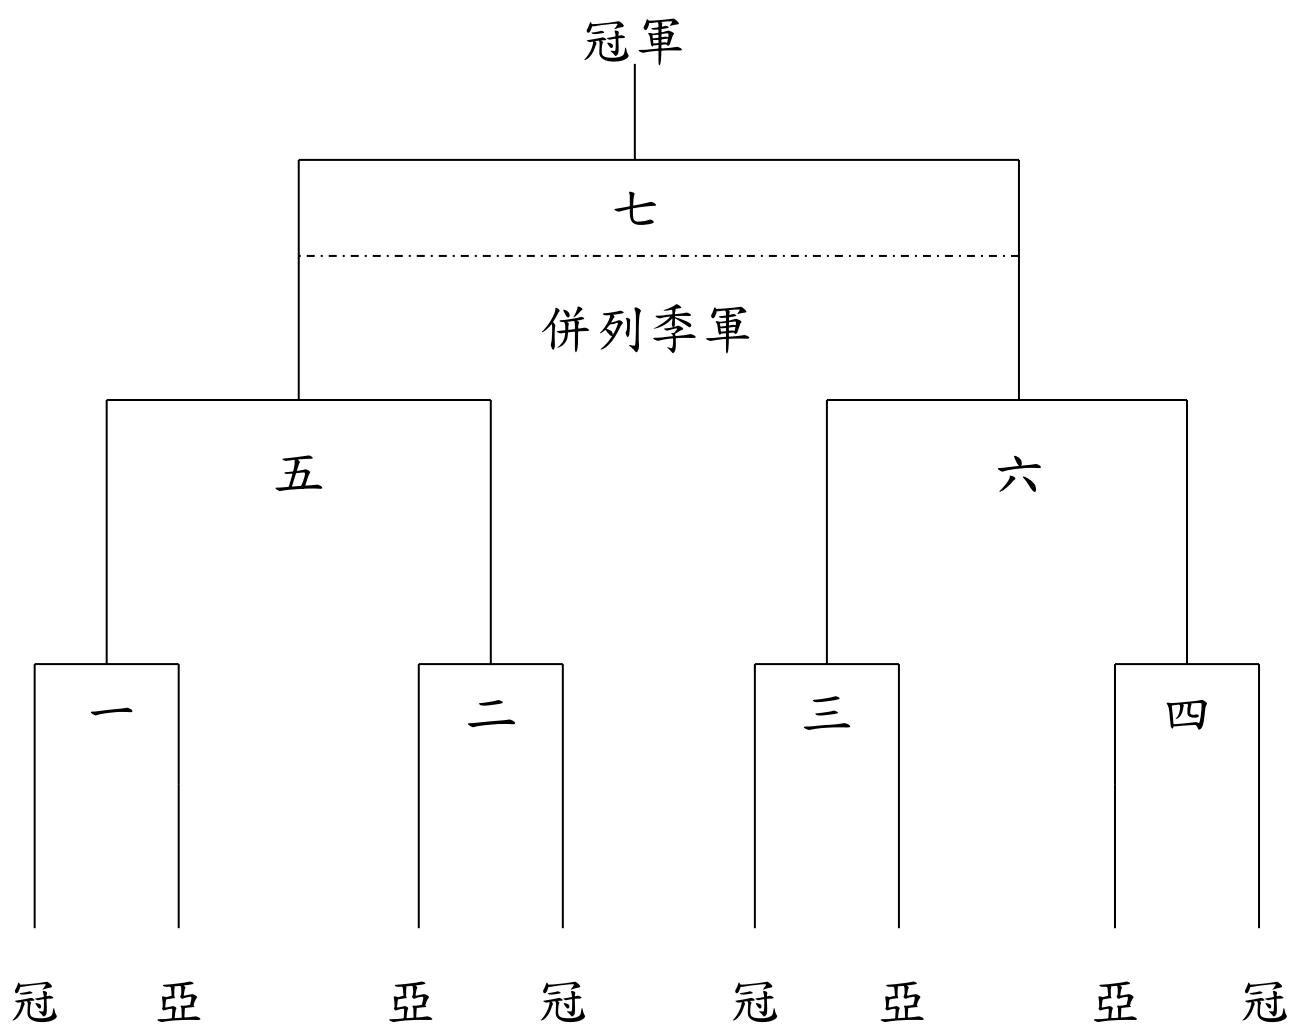 冠軍
七
併列季軍
五 六
一 二 三 四
冠 亞 亞 冠 冠 亞 亞 冠